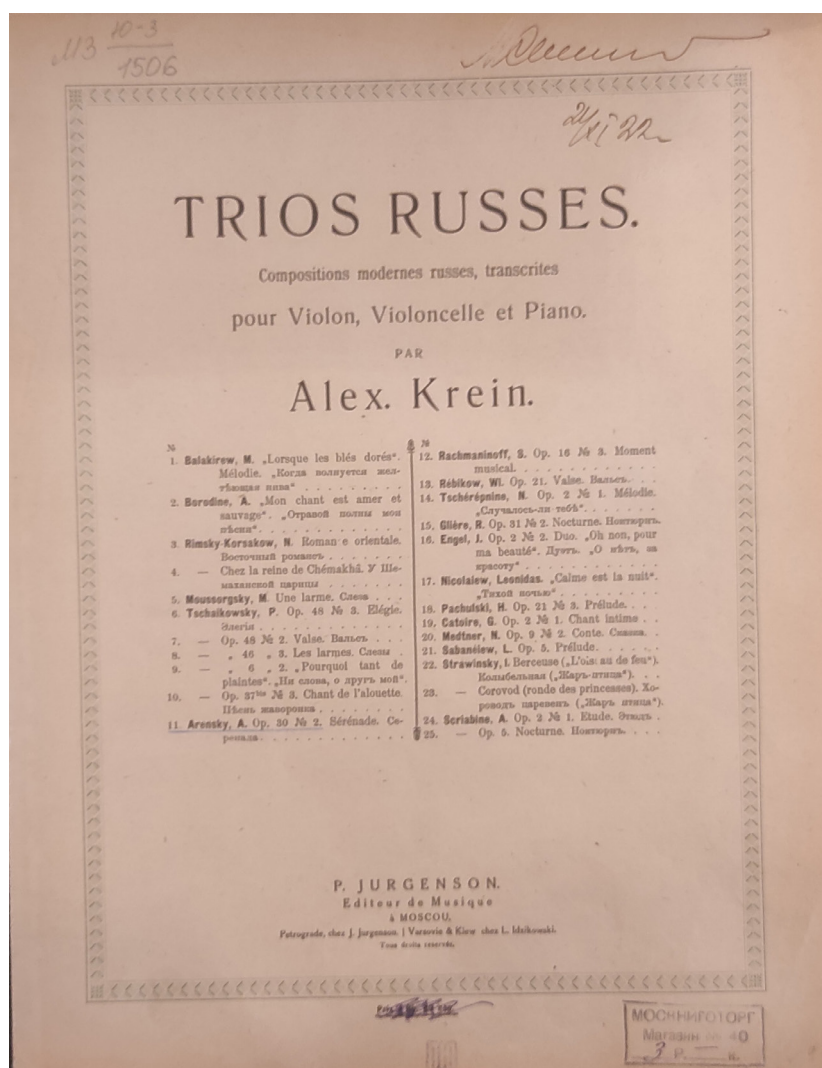 МЗ Ю-3
1506
21/XI 22
TRIOS RUSSES.
Compositions modernes russes, transcrites
pour Violon, Violoncelle et Piano.
PAR
Alex. Krein.
№
1. Balakirew, M. „Lorsque les blés dorés“.
Mélodie. „Когда волнуется жел-
тѣющая нива“ . . . . . . . . .
2. Borodine, A. „Mon chant est amer et
sauvage“. „Отравой полны мои
пѣсни“. . . . . . . . . . . . .
3. Rimsky-Korsakow, N. Romance orientale.
Восточный романсъ . . . . . . .
4. — Chez la reine de Chémakhâ. У Ше-
маханской царицы . . . . . . .
5. Moussorgsky, M. Une larme. Слеза . .
6. Tschaikowsky, P. Op. 48 № 3. Elégie.
Элегія . . . . . . . . . . . .
7. — Op. 48 № 2. Valse. Вальсъ . . .
8. — „ 46 „ 3. Les larmes. Слезы .
9. — „ 6 „ 2. „Pourquoi tant de
plaintes“. „Ни слова, о другъ мой“.
10. — Op. 37bis № 3. Chant de l'alouette.
Пѣснь жаворонка . . . . . . . .
11. Arensky, A. Op. 30 № 2. Sérénade. Се-
ренада . . . . . . . . . . . .
№
12. Rachmaninoff, S. Op. 16 № 3. Moment
musical. . . . . . . . . . . .
13. Rébikow, Wl. Op. 21. Valse. Вальсъ. . .
14. Tschérépnine, N. Op. 2 № 1. Mélodie.
„Случалось-ли тебѣ“. . . . . . .
15. Glière, R. Op. 31 № 2. Nocturne. Ноктюрнъ.
16. Engel, J. Op. 2 № 2. Duo. „Oh non, pour
ma beauté“. Дуэтъ. „О нѣтъ, за
красоту“ . . . . . . . . . . .
17. Nicolaiew, Leonidas. „Calme est la nuit“.
„Тихой ночью“ . . . . . . . . .
18. Pachulski, H. Op. 21 № 3. Prélude. . .
19. Catoire, G. Op. 2 № 1. Chant intime . .
20. Medtner, N. Op. 9 № 2. Conte. Сказка. .
21. Sabanéiew, L. Op. 5. Prélude. . . . . .
22. Strawinsky, I. Berceuse („L'oiseau de feu“).
Колыбельная („Жаръ-птица“). . .
23. — Corovod (ronde des princesses). Хо-
роводъ царевенъ („Жаръ птица“).
24. Scriabine, A. Op. 2 № 1. Etude. Этюдъ .
25. — Op. 5. Nocturne. Ноктюрнъ. . . .
P. JURGENSON.
Editeur de Musique
à MOSCOU.
Petrograde, chez J. Jurgenson. | Varsovie & Kiew chez L. Idzikowski.
Tous droits réservés.
МОСКНИГОТОРГ
Магазин № 40
3 Р. — к.